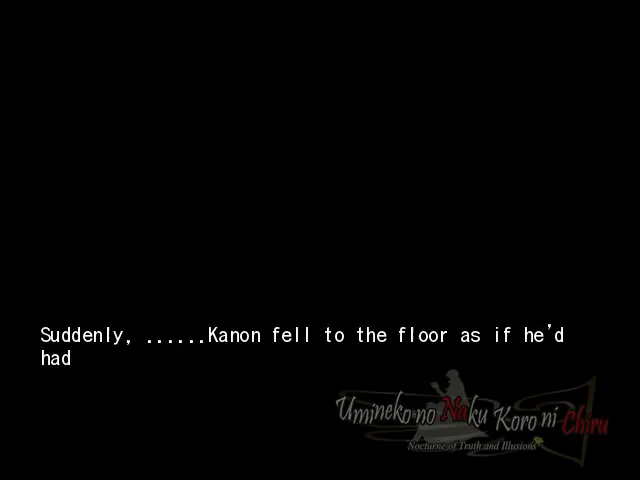 Suddenly, ......Kanon fell to the floor as if he'd
had
Umineko no Naku Koro ni Chiru
Nocturne of Truth and Illusions